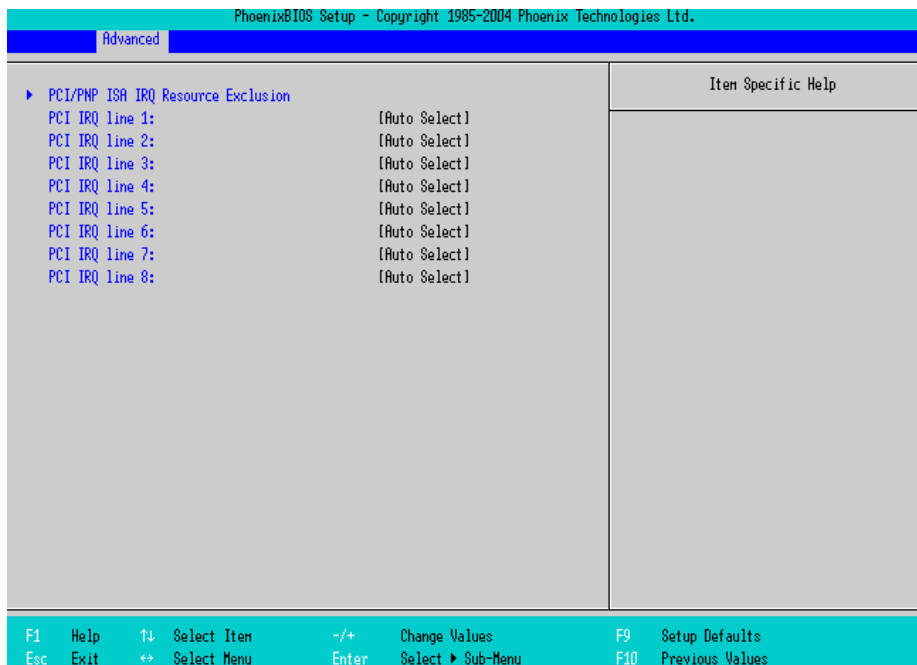 PhoenixBIOS Setup - Copyright 1985-2004 Phoenix Technologies Ltd.
Advanced
Item Specific Help
▶ PCI/PNP ISA IRQ Resource Exclusion
PCI IRQ line 1: [Auto Select]
PCI IRQ line 2: [Auto Select]
PCI IRQ line 3: [Auto Select]
PCI IRQ line 4: [Auto Select]
PCI IRQ line 5: [Auto Select]
PCI IRQ line 6: [Auto Select]
PCI IRQ line 7: [Auto Select]
PCI IRQ line 8: [Auto Select]
F1 Help ↑↓ Select Item -/+ Change Values F9 Setup Defaults
Esc Exit ↔ Select Menu Enter Select ▶ Sub-Menu F10 Previous Values